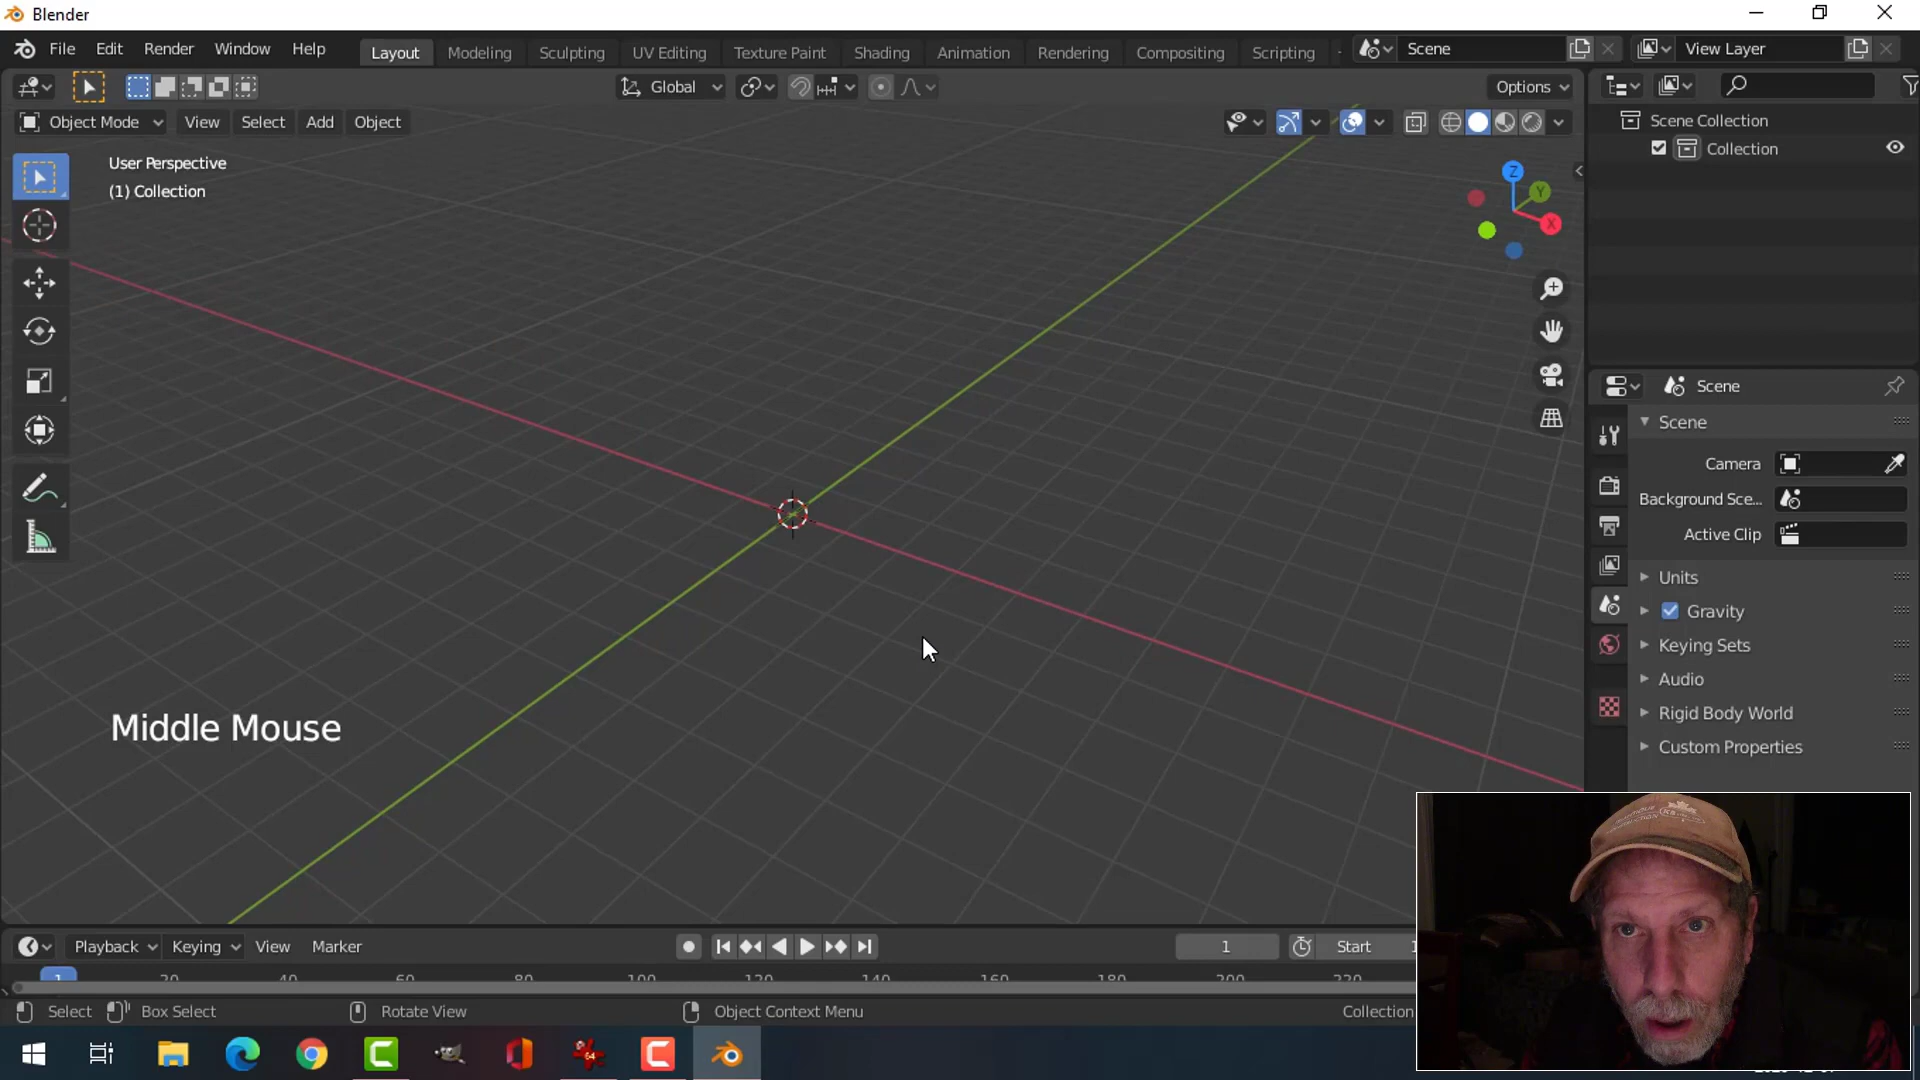 Blender
File Edit Render Window Help Layout Modeling Sculpting UV Editing Texture Paint Shading Animation Rendering Compositing Scripting Scene View Layer
Global Options
Object Mode View Select Add Object
User Perspective
(1) Collection
Z
Y
X
Scene Collection
Collection
Scene
Scene
Camera
Background Sce...
Active Clip
Units
Gravity
Keying Sets
Audio
Rigid Body World
Custom Properties
Middle Mouse
Playback Keying View Marker 1 Start 1
1 20 40 60 80 100 120 140 160 180 200 220
Select Box Select Rotate View Object Context Menu Collection